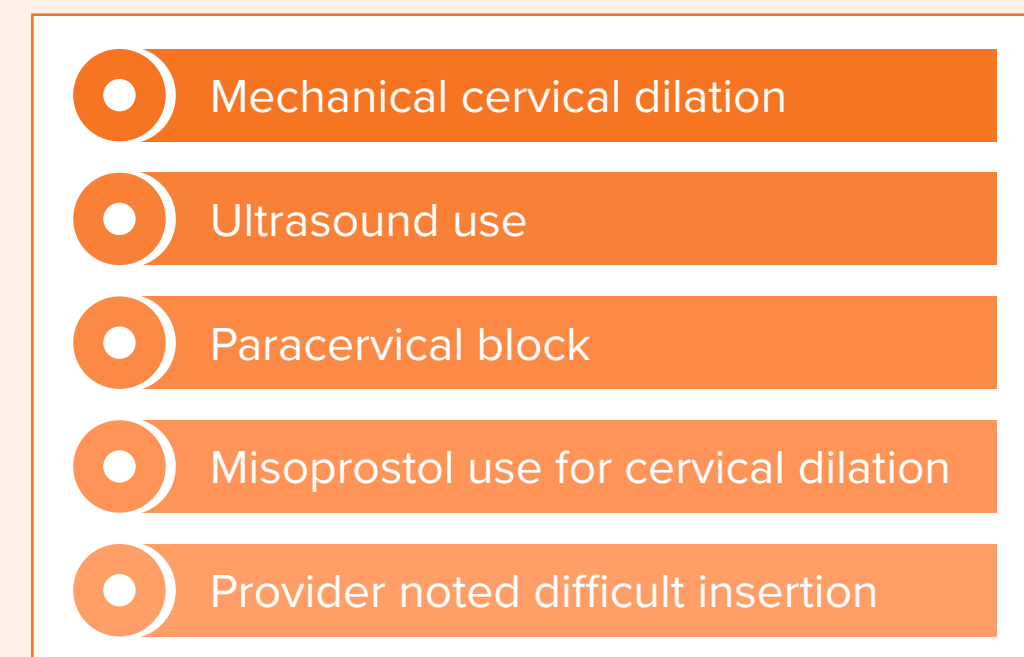 Mechanical cervical dilation
Ultrasound use
Paracervical block
Misoprostol use for cervical dilation
Provider noted difficult insertion